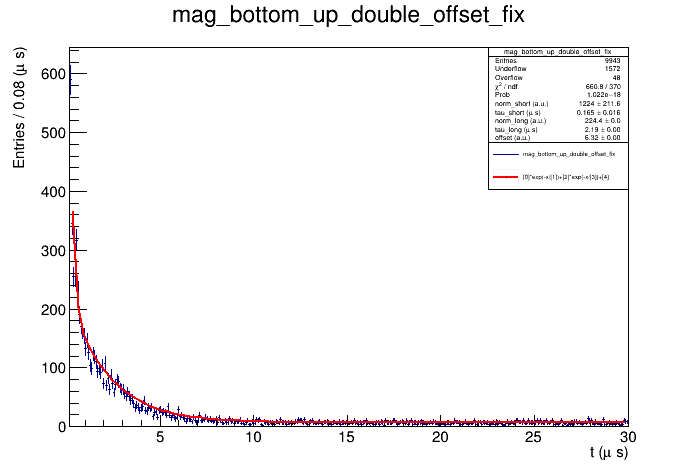 mag_bottom_up_double_offset_fix
Entries / 0.08 (μ s)
600
500
400
300
200
100
0
5
10
15
20
25
30
t (μ s)
mag_bottom_up_double_offset_fix
Entries 9943
Underflow 1572
Overflow 48
χ² / ndf 660.8 / 370
Prob 1.022e−18
norm_short (a.u.) 1224 ± 211.6
tau_short (μ s) 0.165 ± 0.016
norm_long (a.u.) 224.4 ± 0.0
tau_long (μ s) 2.19 ± 0.00
offset (a.u.) 6.32 ± 0.00
mag_bottom_up_double_offset_fix
[0]*exp(-x/[1])+[2]*exp(-x/[3])+[4]